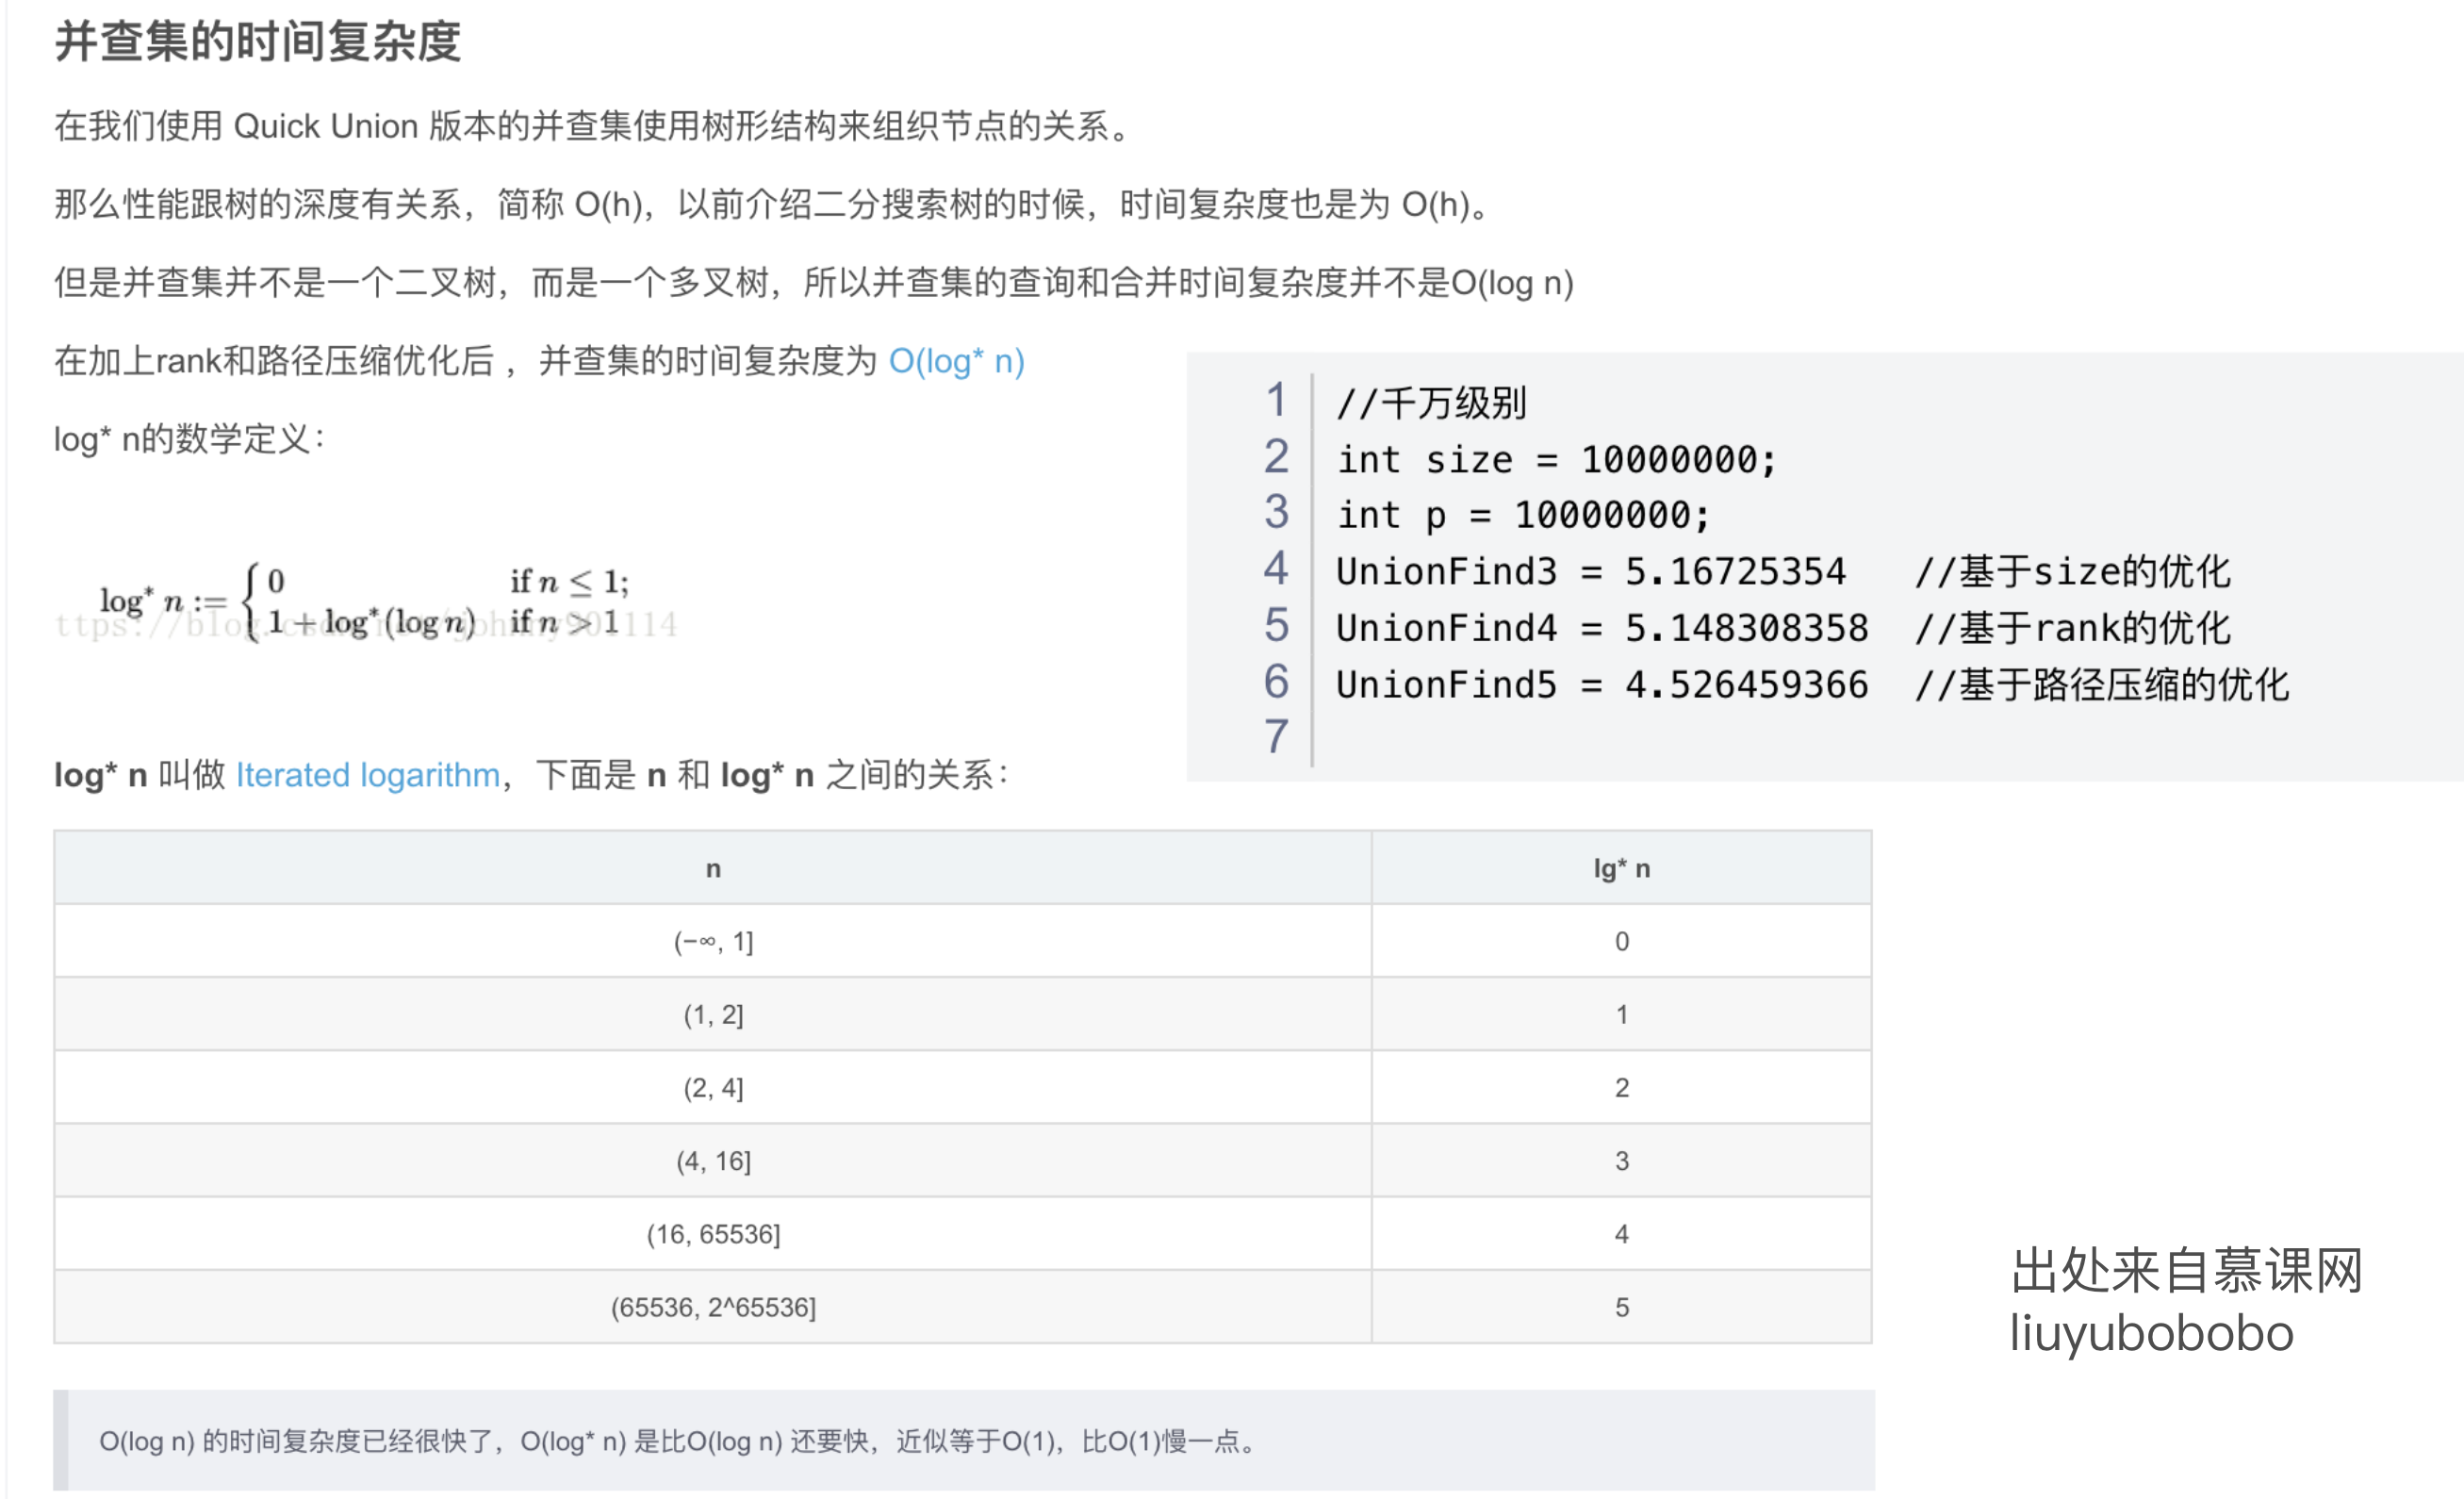 并查集的时间复杂度
在我们使用 Quick Union 版本的并查集使用树形结构来组织节点的关系。
那么性能跟树的深度有关系，简称 O(h)，以前介绍二分搜索树的时候，时间复杂度也是为 O(h)。
但是并查集并不是一个二叉树，而是一个多叉树，所以并查集的查询和合并时间复杂度并不是O(log n)
在加上rank和路径压缩优化后 ，并查集的时间复杂度为 O(log* n)
log* n的数学定义：
log* n := { 0 if n ≤ 1;
1 + log*(log n) if n > 1
ttps://blog.csdn.net/johnny901114
1 //千万级别
2 int size = 10000000;
3 int p = 10000000;
4 UnionFind3 = 5.16725354 //基于size的优化
5 UnionFind4 = 5.148308358 //基于rank的优化
6 UnionFind5 = 4.526459366 //基于路径压缩的优化
7
log* n 叫做 Iterated logarithm，下面是 n 和 log* n 之间的关系：
n lg* n
(−∞, 1] 0
(1, 2] 1
(2, 4] 2
(4, 16] 3
(16, 65536] 4
(65536, 2^65536] 5
出处来自慕课网
liuyubobobo
O(log n) 的时间复杂度已经很快了，O(log* n) 是比O(log n) 还要快，近似等于O(1)，比O(1)慢一点。